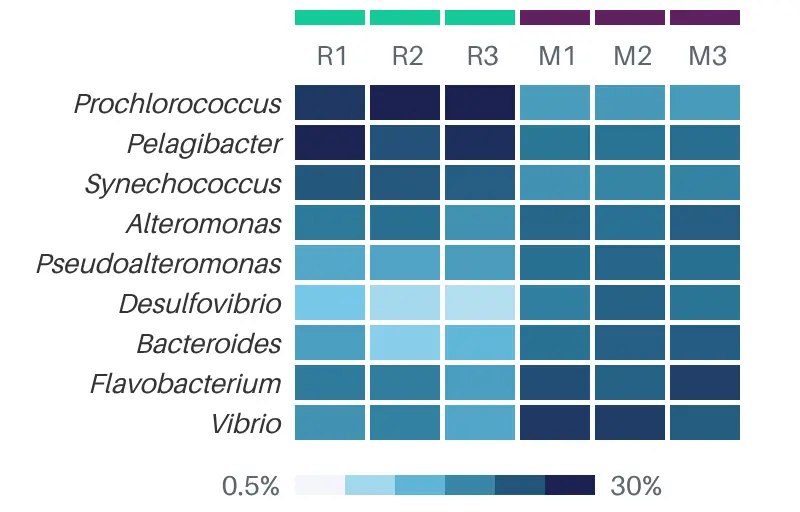 R1 R2 R3 M1 M2 M3
Prochlorococcus
Pelagibacter
Synechococcus
Alteromonas
Pseudoalteromonas
Desulfovibrio
Bacteroides
Flavobacterium
Vibrio
0.5% 30%